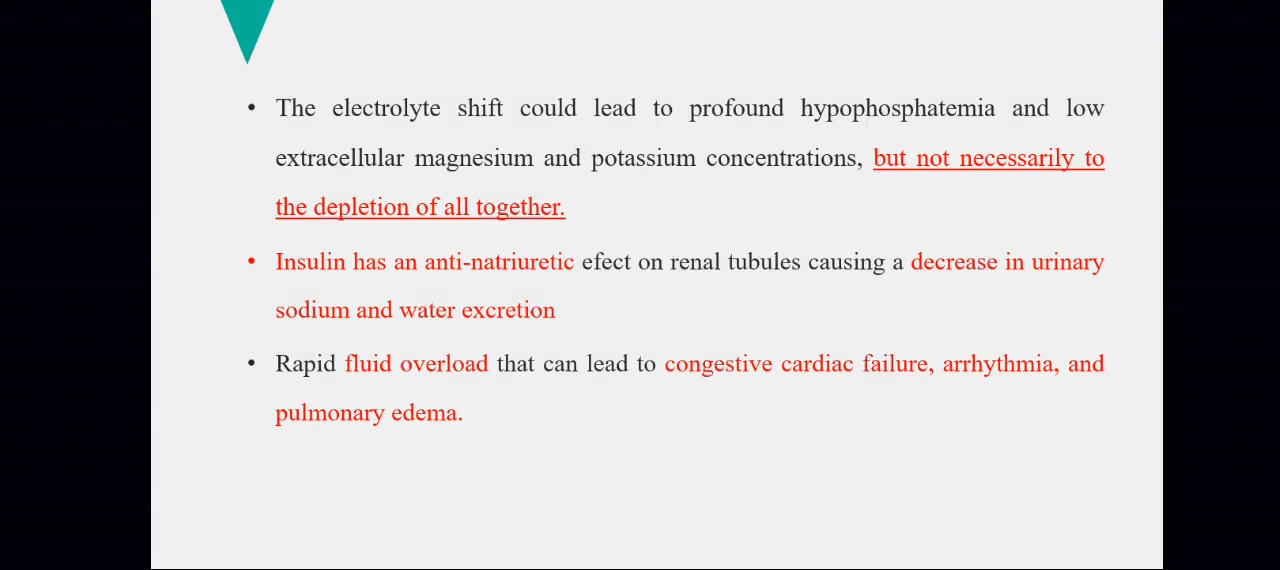 • The electrolyte shift could lead to profound hypophosphatemia and low
extracellular magnesium and potassium concentrations, but not necessarily to
the depletion of all together.
• Insulin has an anti-natriuretic efect on renal tubules causing a decrease in urinary
sodium and water excretion
• Rapid fluid overload that can lead to congestive cardiac failure, arrhythmia, and
pulmonary edema.